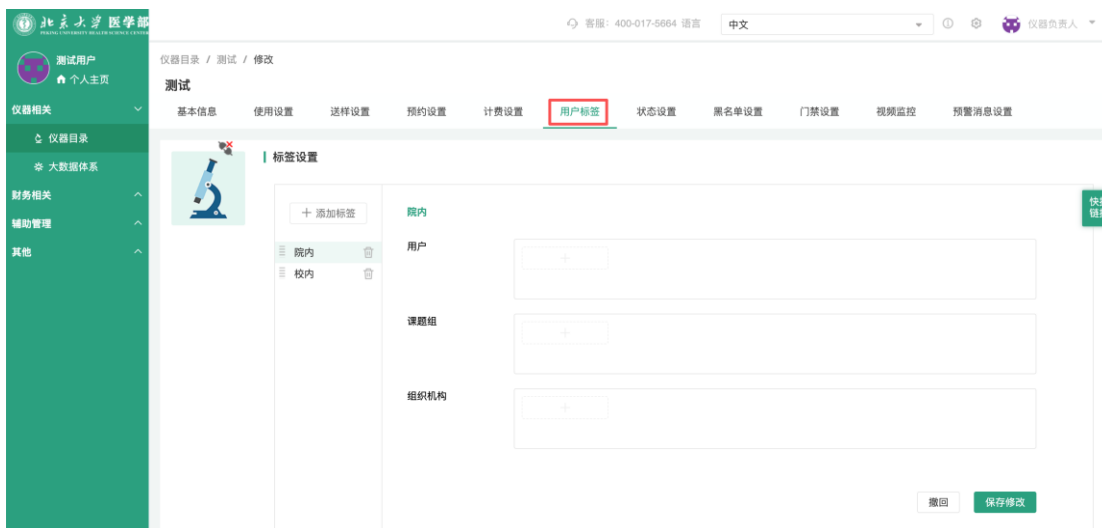 北京大学 医学部
PEKING UNIVERSITY HEALTH SCIENCE CENTER
客服：400-017-5664 语言
中文
仪器负责人
测试用户
个人主页
仪器相关
仪器目录
大数据体系
财务相关
辅助管理
其他
仪器目录 / 测试 / 修改
测试
基本信息 使用设置 送样设置 预约设置 计费设置 用户标签 状态设置 黑名单设置 门禁设置 视频监控 预警消息设置
标签设置
添加标签
院内
校内
院内
用户
课题组
组织机构
撤回 保存修改